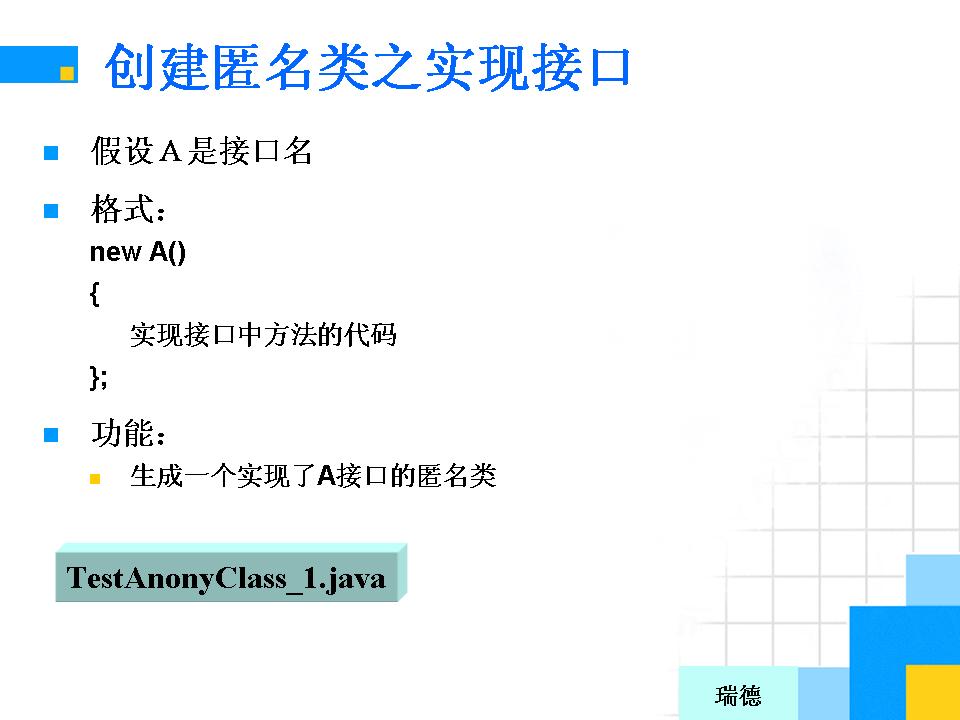 创建匿名类之实现接口
假设Ａ是接口名
格式：
new A()
{
实现接口中方法的代码
};
功能：
生成一个实现了A接口的匿名类
TestAnonyClass_1.java
瑞德